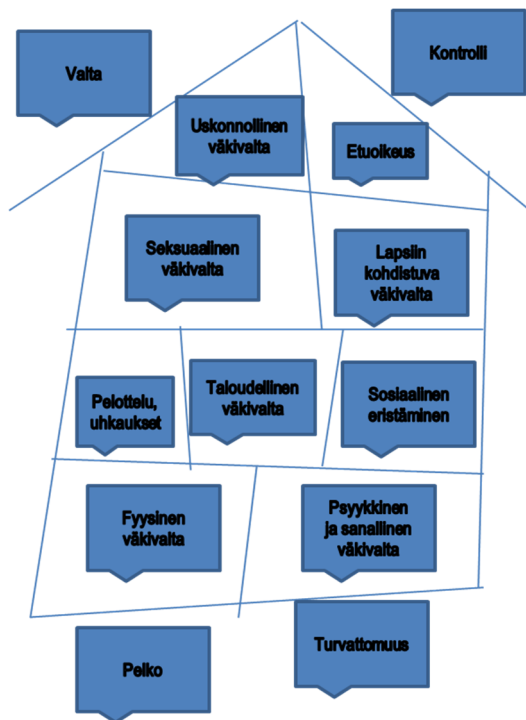 Valta
Kontrolli
Uskonnollinen
väkivalta
Etuoikeus
Seksuaalinen
väkivalta
Lapsiin
kohdistuva
väkivalta
Pelottelu,
uhkaukset
Taloudellinen
väkivalta
Sosiaalinen
eristäminen
Fyysinen
väkivalta
Psyykkinen
ja sanallinen
väkivalta
Pelko
Turvattomuus